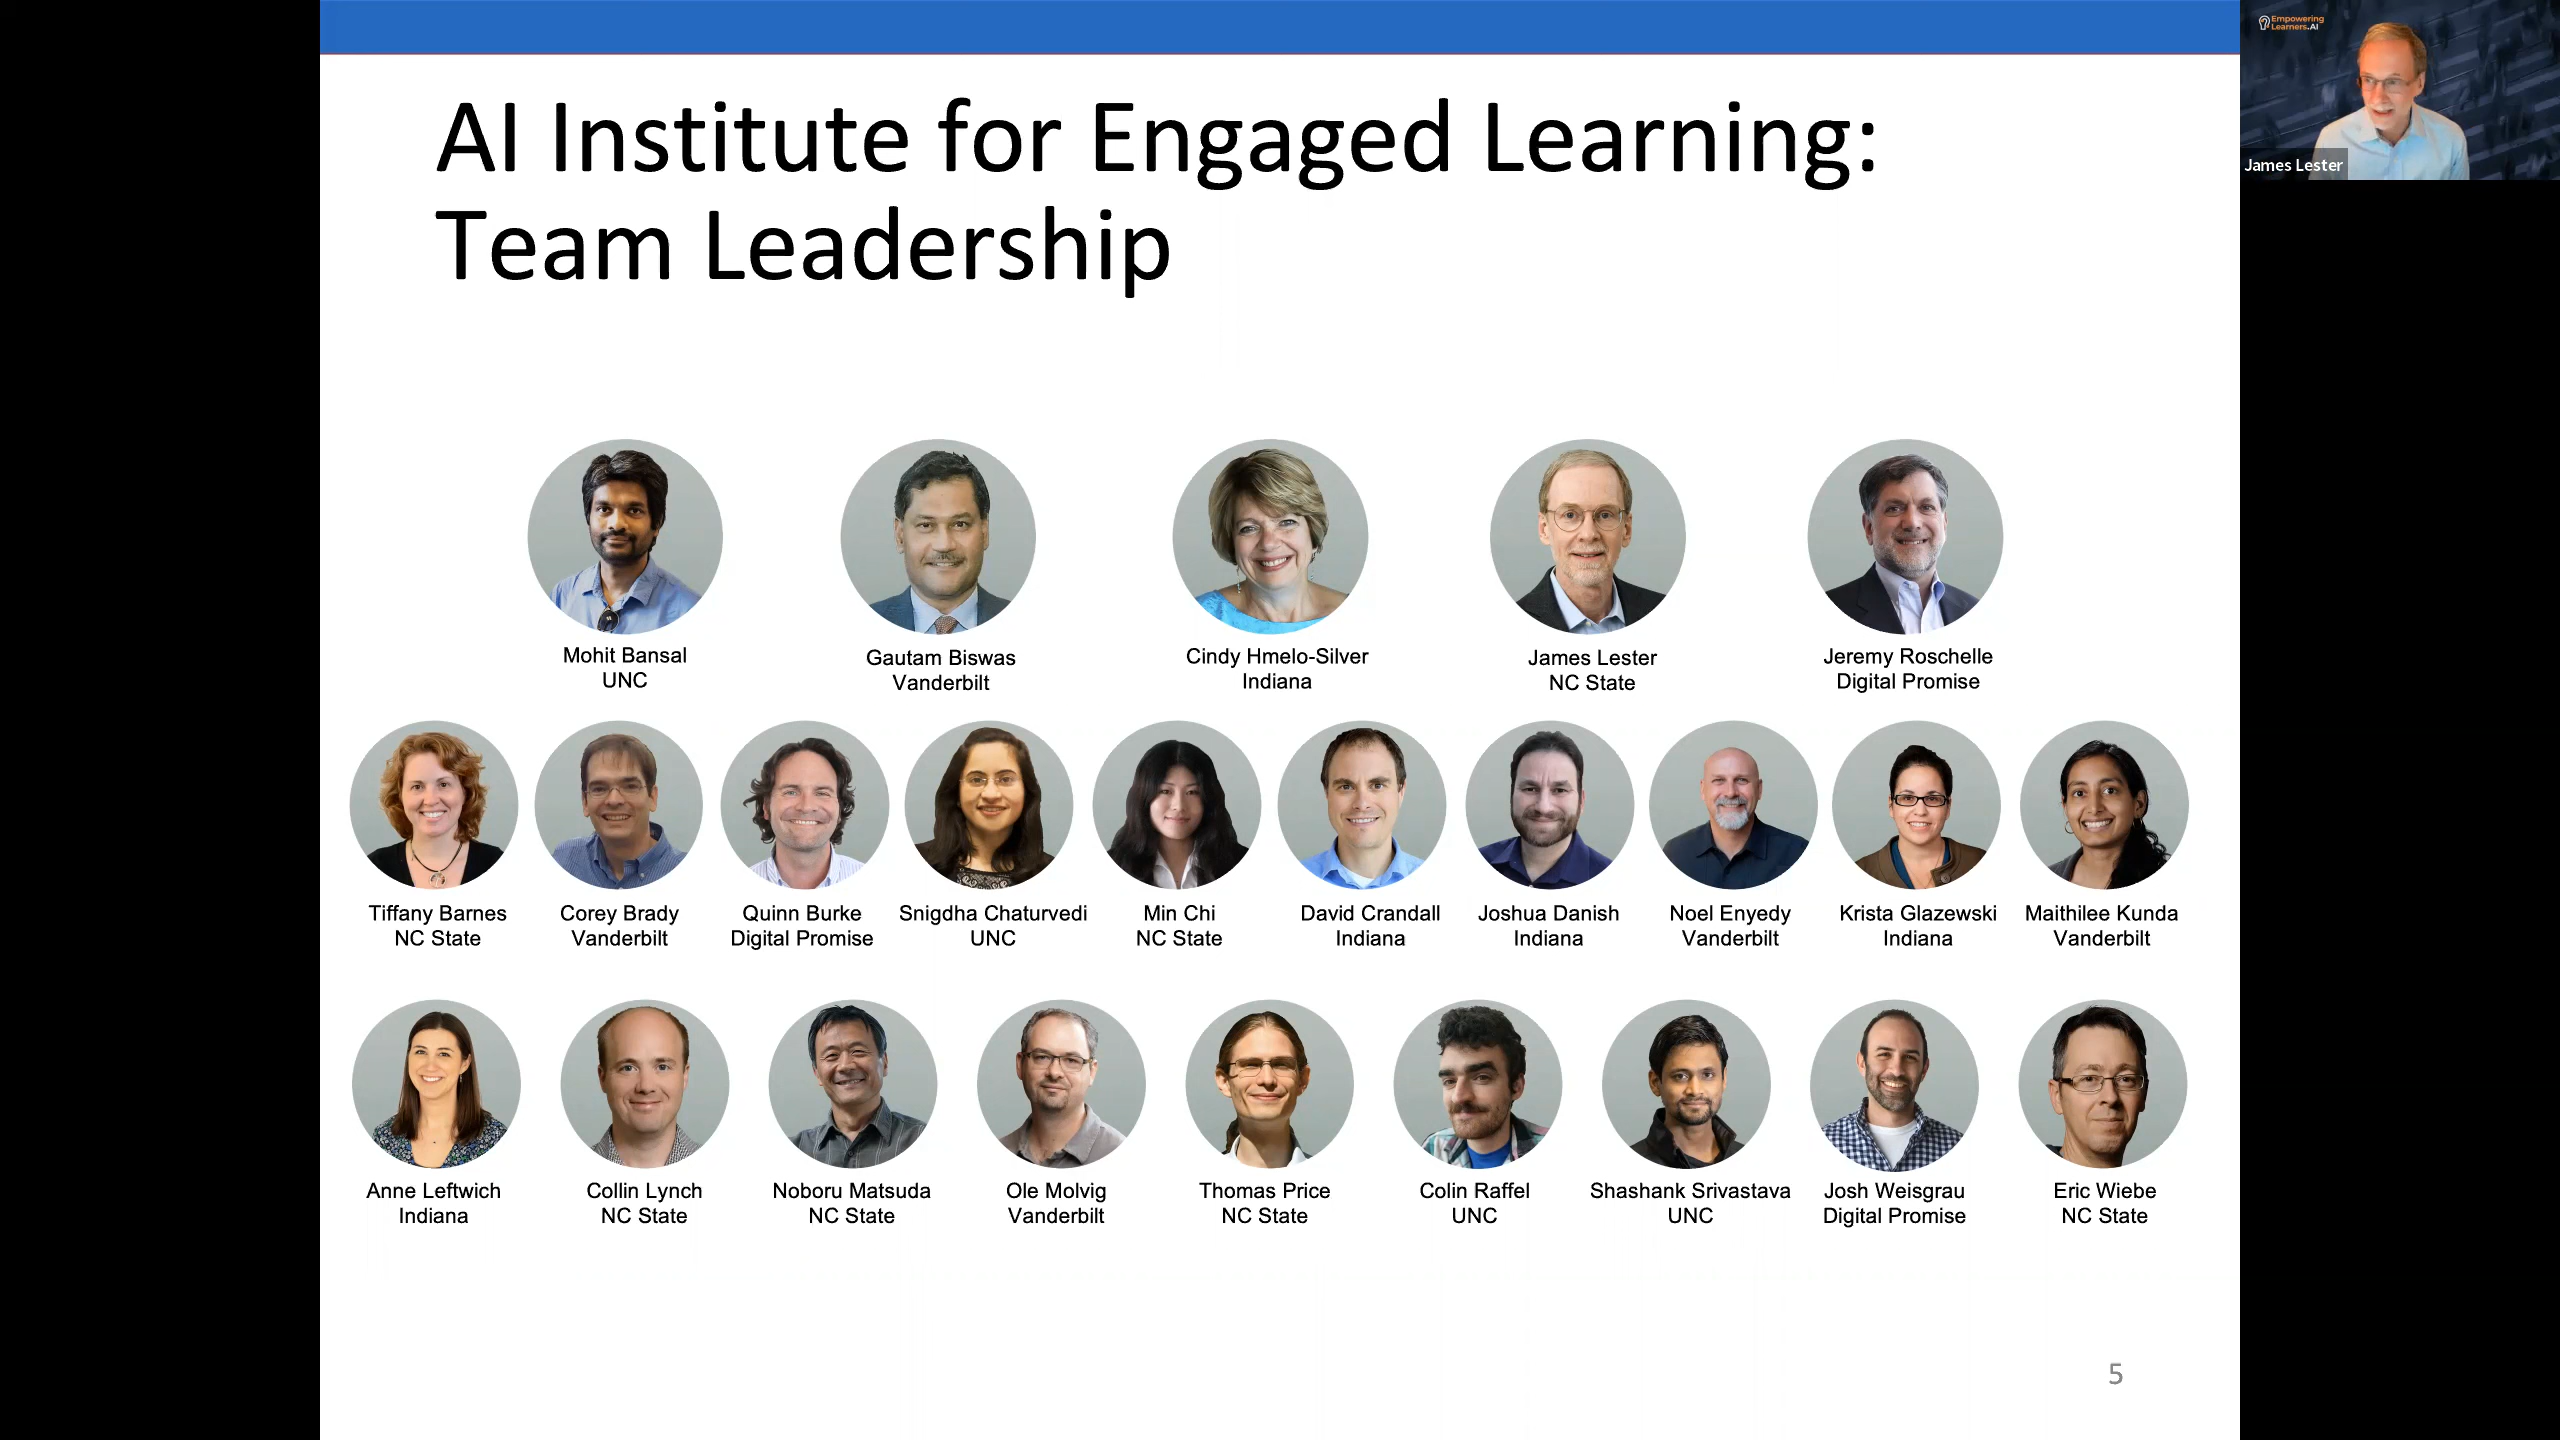 AI Institute for Engaged Learning:
Team Leadership
Empowering
Learners.AI
James Lester
Mohit Bansal
UNC
Gautam Biswas
Vanderbilt
Cindy Hmelo-Silver
Indiana
James Lester
NC State
Jeremy Roschelle
Digital Promise
Tiffany Barnes
NC State
Corey Brady
Vanderbilt
Quinn Burke
Digital Promise
Snigdha Chaturvedi
UNC
Min Chi
NC State
David Crandall
Indiana
Joshua Danish
Indiana
Noel Enyedy
Vanderbilt
Krista Glazewski
Indiana
Maithilee Kunda
Vanderbilt
Anne Leftwich
Indiana
Collin Lynch
NC State
Noboru Matsuda
NC State
Ole Molvig
Vanderbilt
Thomas Price
NC State
Colin Raffel
UNC
Shashank Srivastava
UNC
Josh Weisgrau
Digital Promise
Eric Wiebe
NC State
5